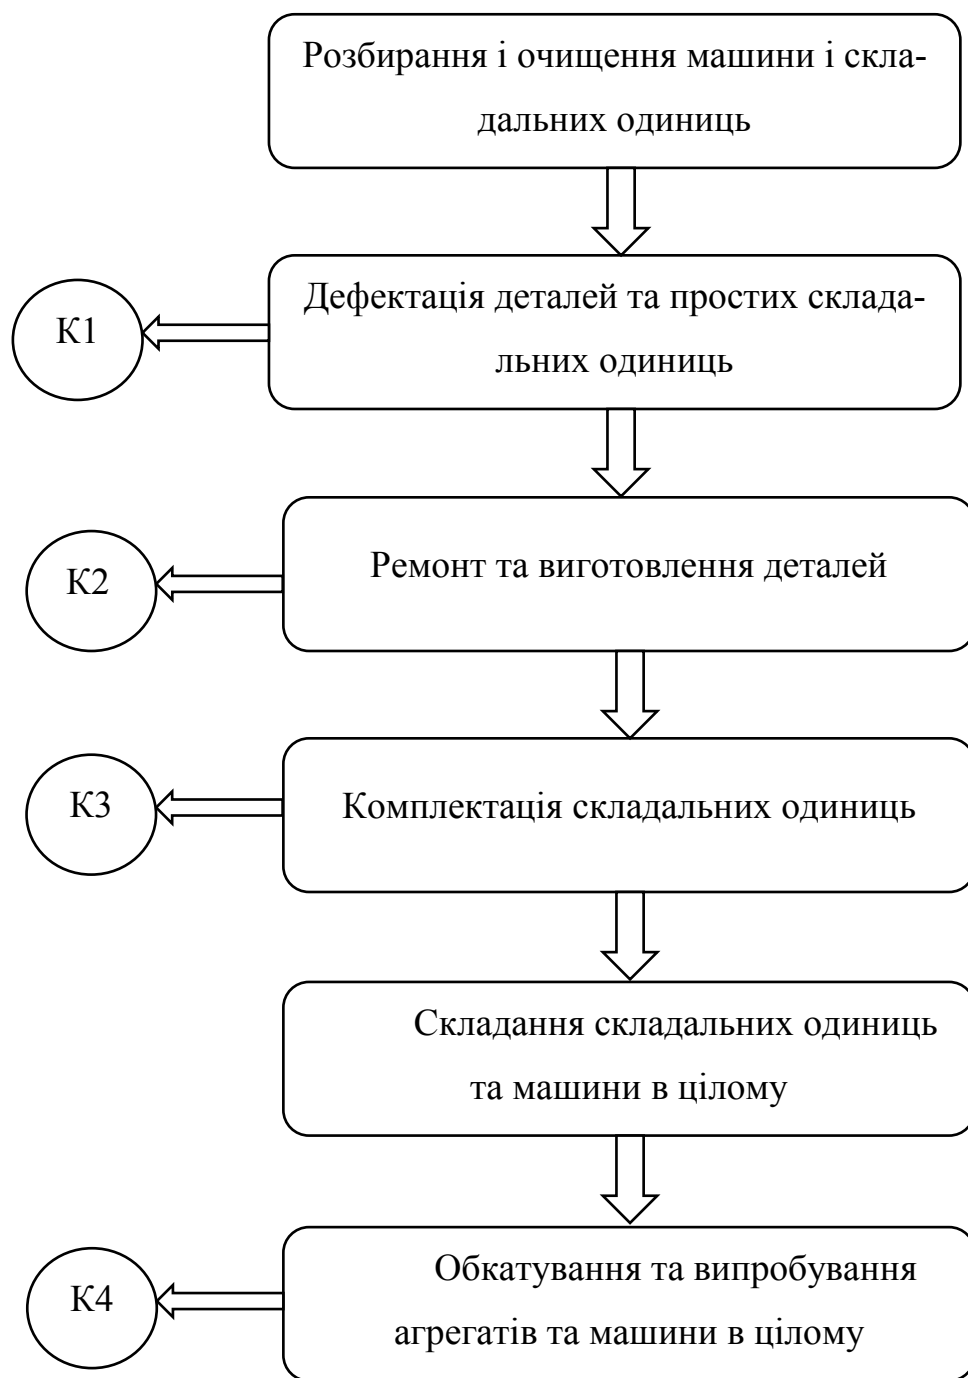 Розбирання і очищення машини і скла-
дальних одиниць
Дефектація деталей та простих склада-
льних одиниць
К1
Ремонт та виготовлення деталей
К2
Комплектація складальних одиниць
К3
Складання складальних одиниць
та машини в цілому
Обкатування та випробування
агрегатів та машини в цілому
К4